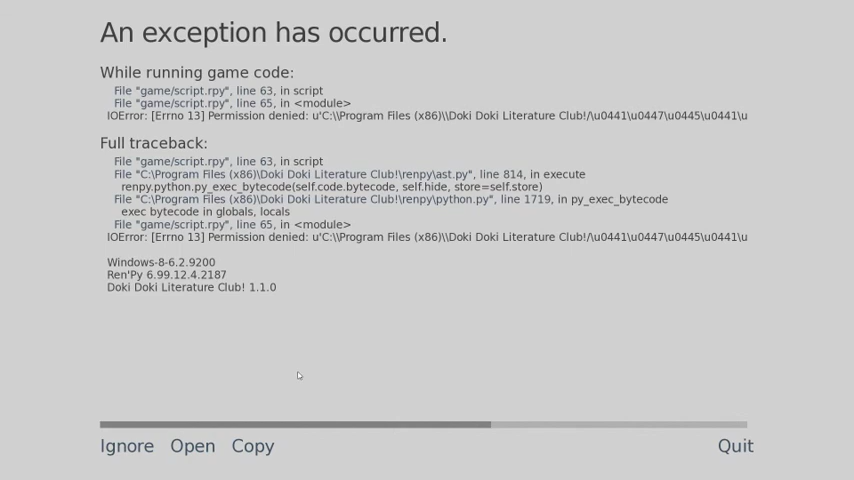 An exception has occurred.
While running game code:
File "game/script.rpy", line 63, in script
File "game/script.rpy", line 65, in <module>
IOError: [Errno 13] Permission denied: u'C:\\Program Files (x86)\\Doki Doki Literature Club!/\u0441\u0447\u0445\u0441\u
Full traceback:
File "game/script.rpy", line 63, in script
File "C:\Program Files (x86)\Doki Doki Literature Club!\renpy\ast.py", line 814, in execute
renpy.python.py_exec_bytecode(self.code.bytecode, self.hide, store=self.store)
File "C:\Program Files (x86)\Doki Doki Literature Club!\renpy\python.py", line 1719, in py_exec_bytecode
exec bytecode in globals, locals
File "game/script.rpy", line 65, in <module>
IOError: [Errno 13] Permission denied: u'C:\\Program Files (x86)\\Doki Doki Literature Club!/\u0441\u0447\u0445\u0441\u
Windows-8-6.2.9200
Ren'Py 6.99.12.4.2187
Doki Doki Literature Club! 1.1.0
Ignore Open Copy Quit